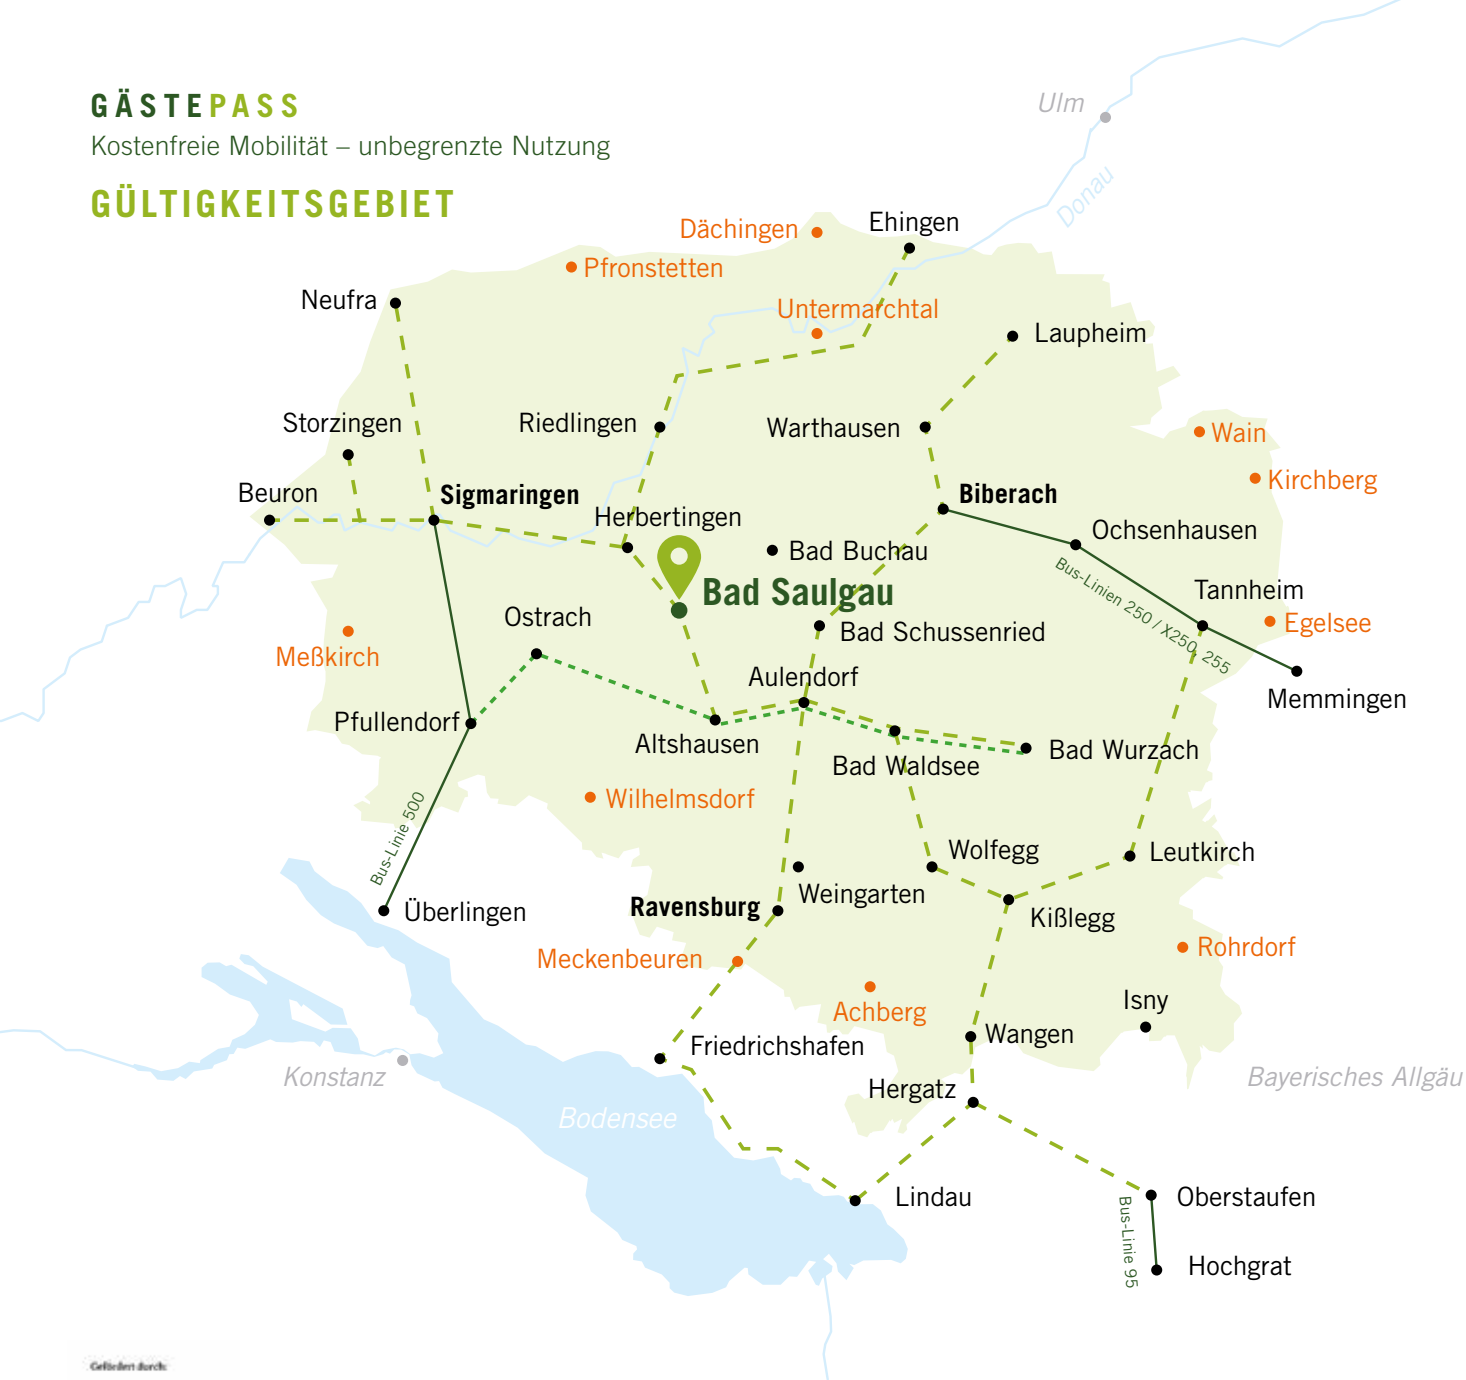 GÄSTEPASS
Kostenfreie Mobilität – unbegrenzte Nutzung
GÜLTIGKEITSGEBIET
Ulm
Donau
Dächingen
Ehingen
Pfronstetten
Neufra
Untermarchtal
Laupheim
Storzingen
Riedlingen
Warthausen
Wain
Kirchberg
Beuron
Sigmaringen
Biberach
Herbertingen
Ochsenhausen
Bad Buchau
Bus-Linien 250 / X250, 255
Tannheim
Bad Saulgau
Ostrach
Egelsee
Bad Schussenried
Meßkirch
Aulendorf
Memmingen
Pfullendorf
Altshausen
Bad Wurzach
Bad Waldsee
Wilhelmsdorf
Bus-Linie 500
Wolfegg
Leutkirch
Weingarten
Ravensburg
Überlingen
Kißlegg
Meckenbeuren
Rohrdorf
Achberg
Isny
Friedrichshafen
Wangen
Konstanz
Hergatz
Bayerisches Allgäu
Bodensee
Lindau
Oberstaufen
Bus-Linie 95
Hochgrat
Gefördert durch: